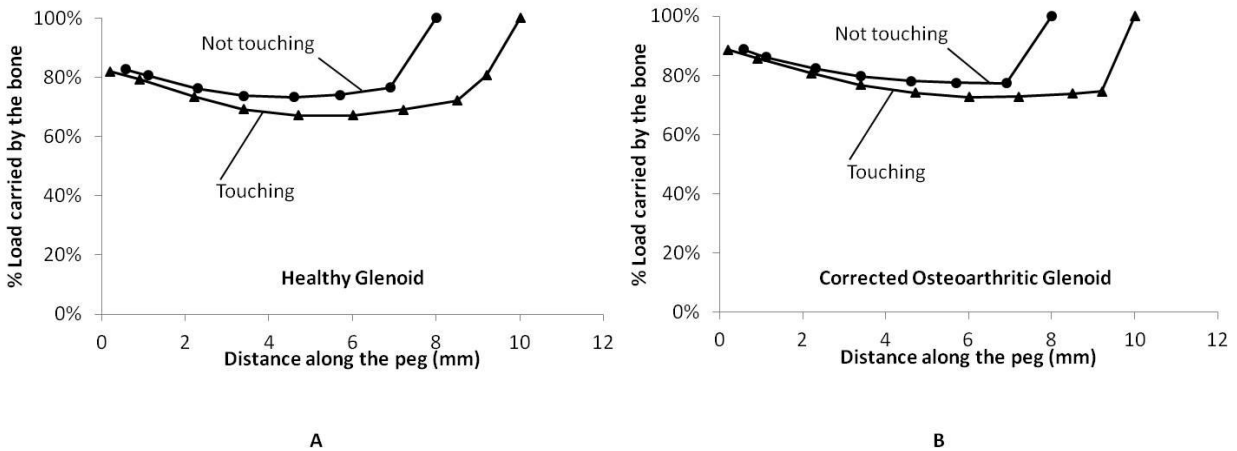 % Load carried by the bone
100%
80%
60%
40%
20%
0%
Not touching
Touching
Healthy Glenoid
0 2 4 6 8 10 12
Distance along the peg (mm)
A
% Load carried by the bone
100%
80%
60%
40%
20%
0%
Not touching
Touching
Corrected Osteoarthritic Glenoid
0 2 4 6 8 10 12
Distance along the peg (mm)
B